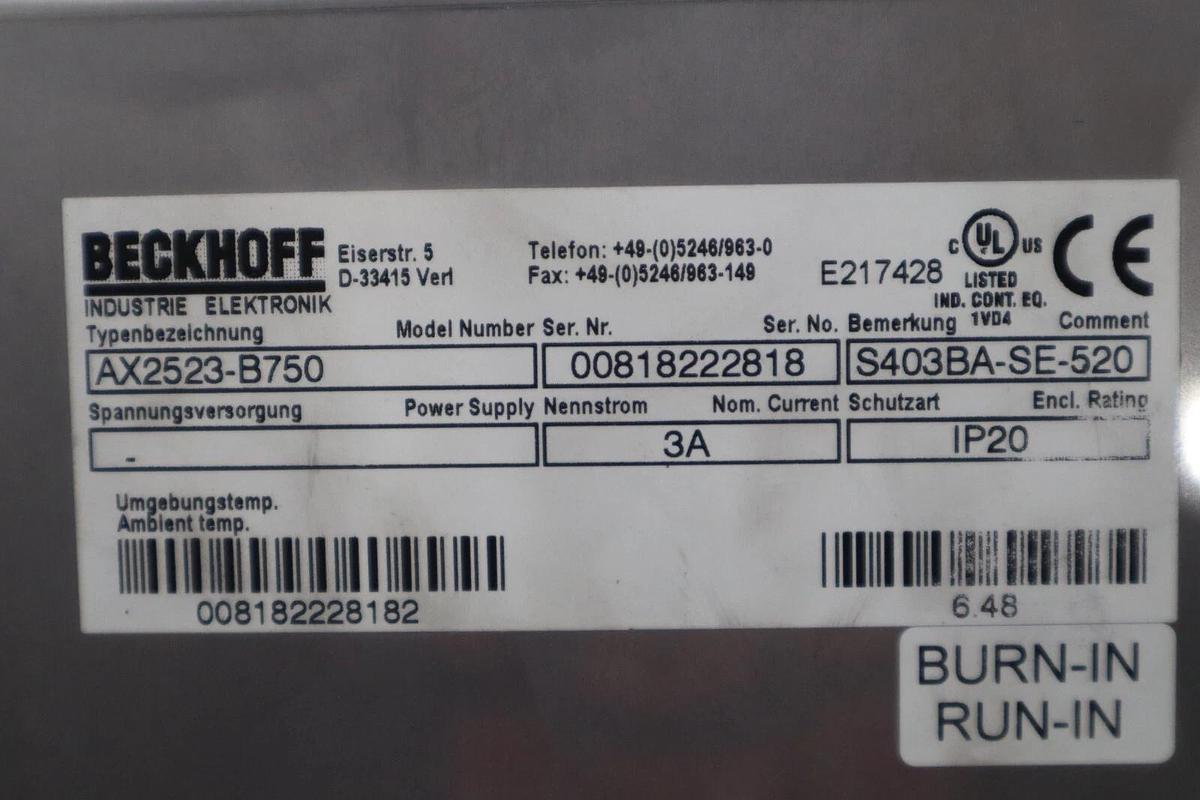 BECKHOFF
INDUSTRIE ELEKTRONIK
Eiserstr. 5
D-33415 Verl
Telefon: +49-(0)5246/963-0
Fax: +49-(0)5246/963-149
E217428
C UL US
LISTED
IND. CONT. EQ.
1VD4
CE
Typenbezeichnung Model Number
AX2523-B750
Ser. Nr. Ser. No.
00818222818
Bemerkung Comment
S403BA-SE-520
Spannungsversorgung Power Supply
-
Nennstrom Nom. Current
3A
Schutzart Encl. Rating
IP20
Umgebungstemp.
Ambient temp.
008182228182
6.48
BURN-IN
RUN-IN